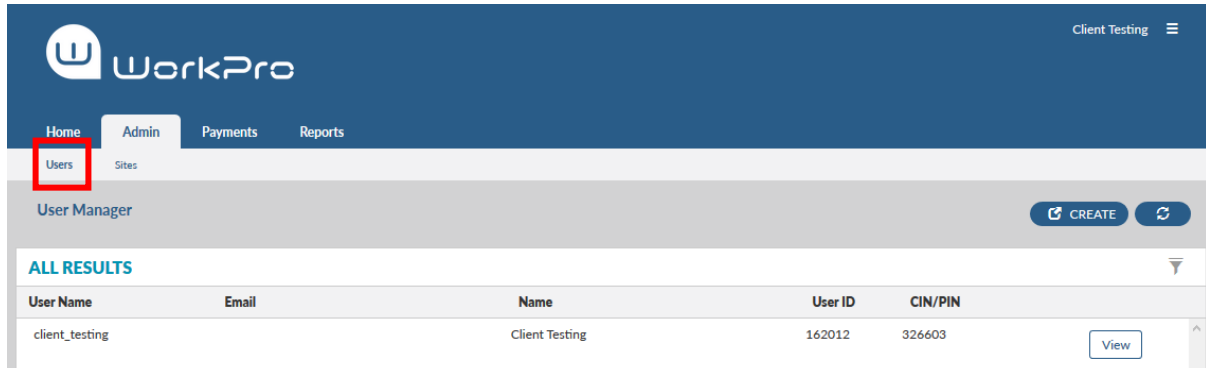 Client Testing
W WorkPro
Home Admin Payments Reports
Users Sites
User Manager CREATE
ALL RESULTS
User Name Email Name User ID CIN/PIN
client_testing Client Testing 162012 326603 View